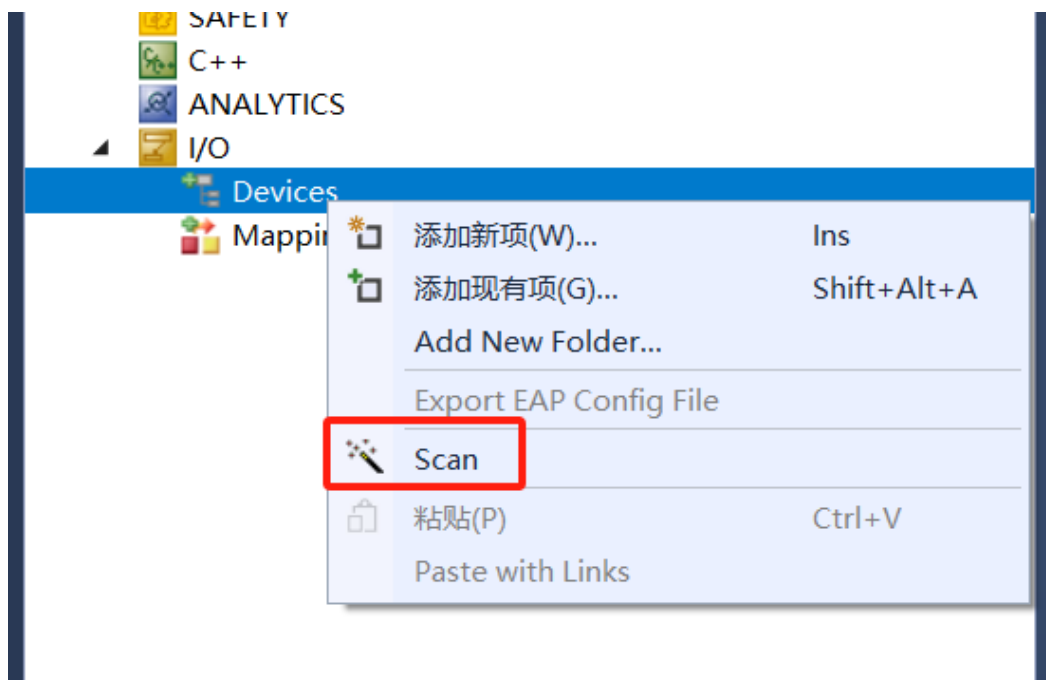 SAFETY
C++
ANALYTICS
I/O
Devices
Mappin
添加新项(W)... Ins
添加现有项(G)... Shift+Alt+A
Add New Folder...
Export EAP Config File
Scan
粘贴(P) Ctrl+V
Paste with Links